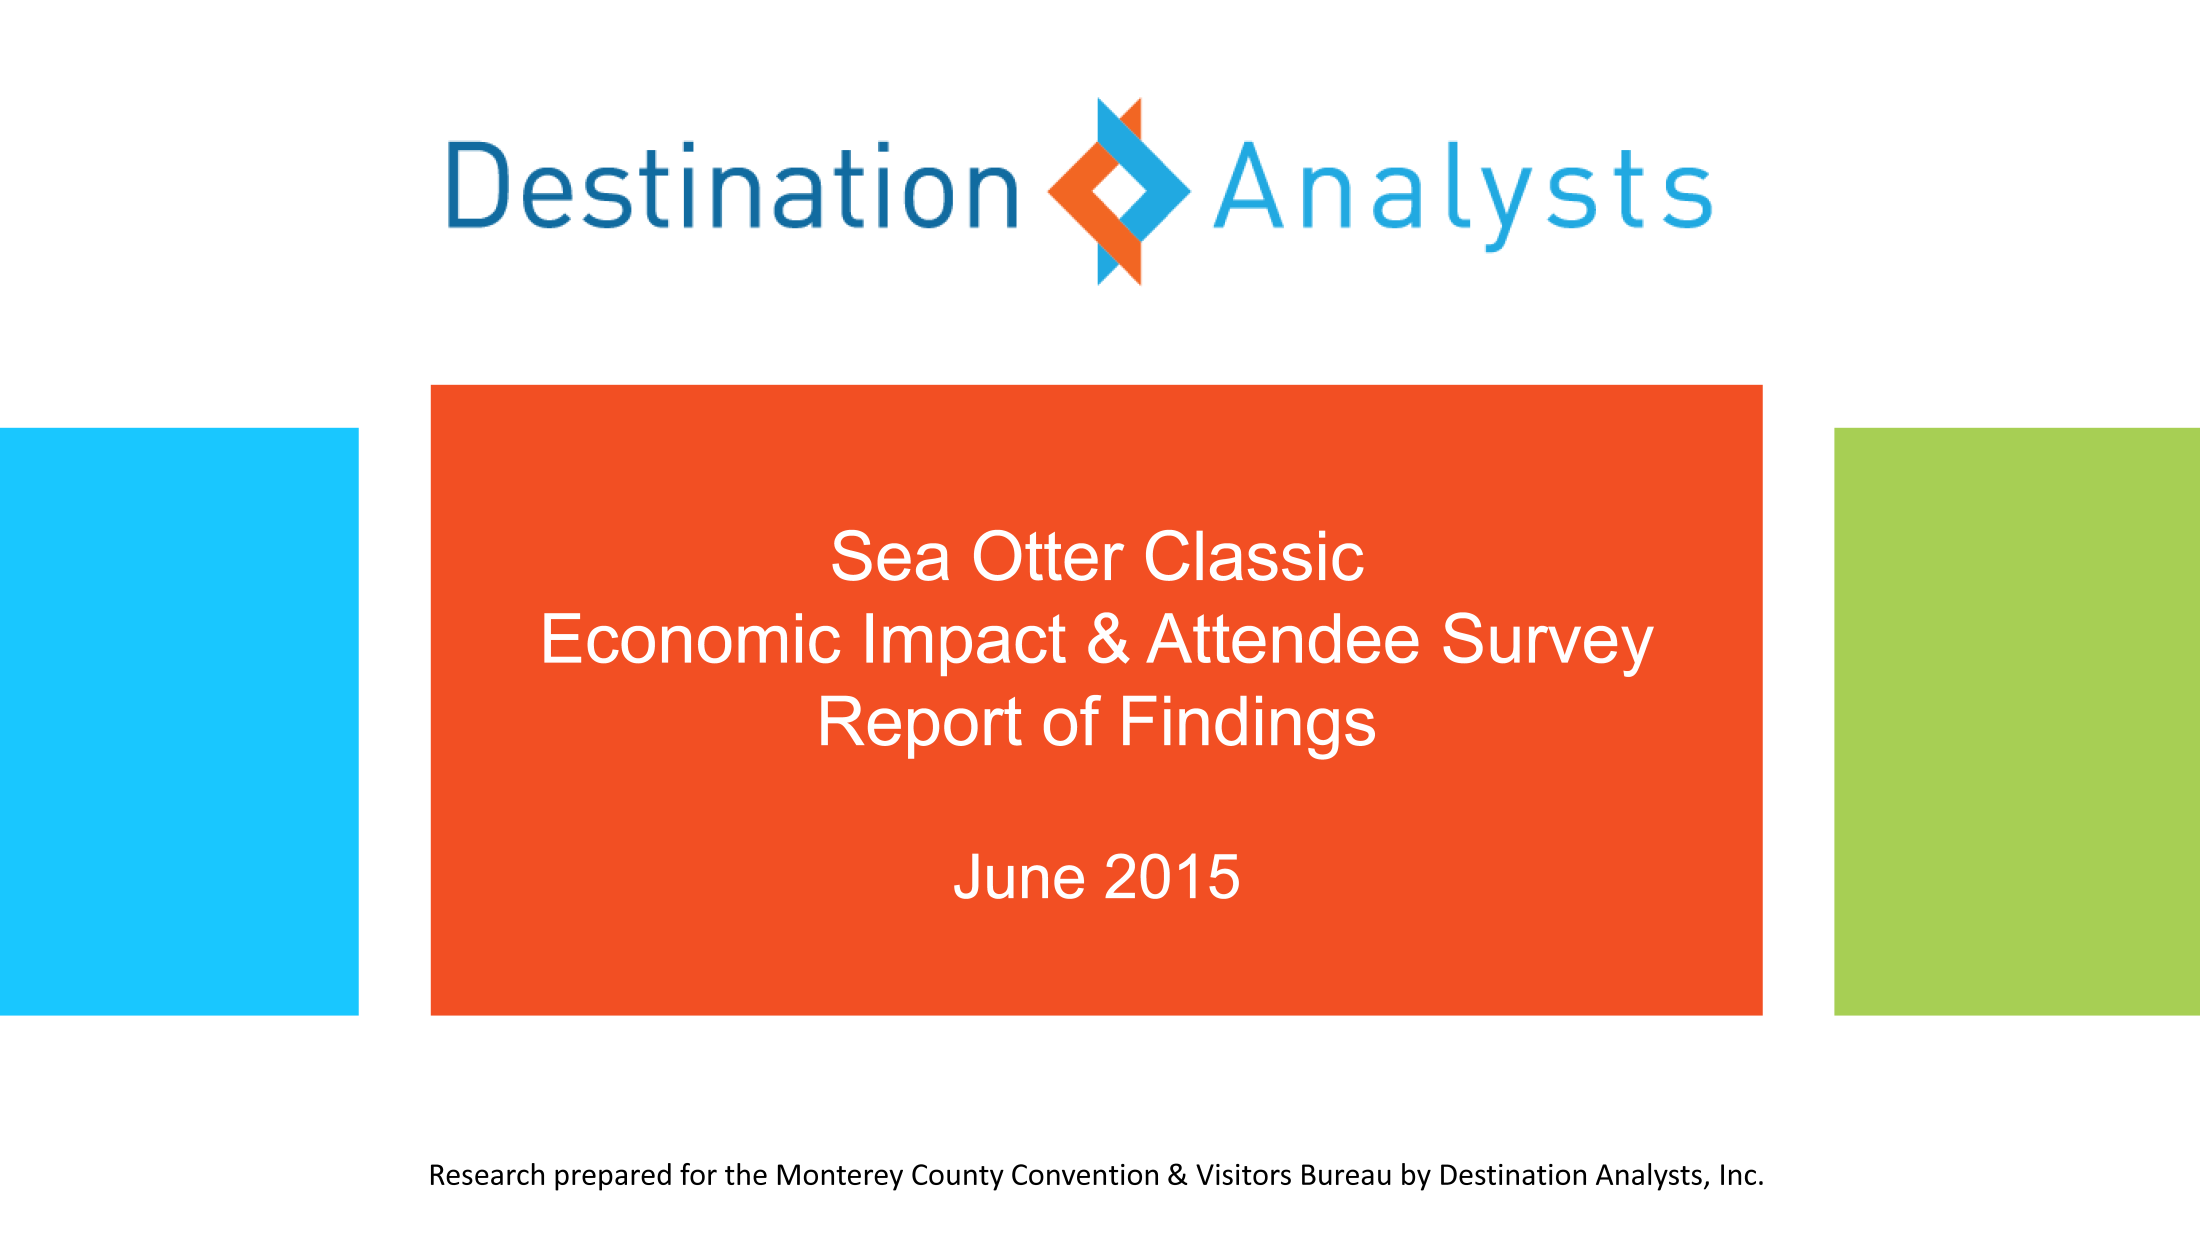 Destination Analysts
Sea Otter Classic
Economic Impact & Attendee Survey
Report of Findings
June 2015
Research prepared for the Monterey County Convention & Visitors Bureau by Destination Analysts, Inc.